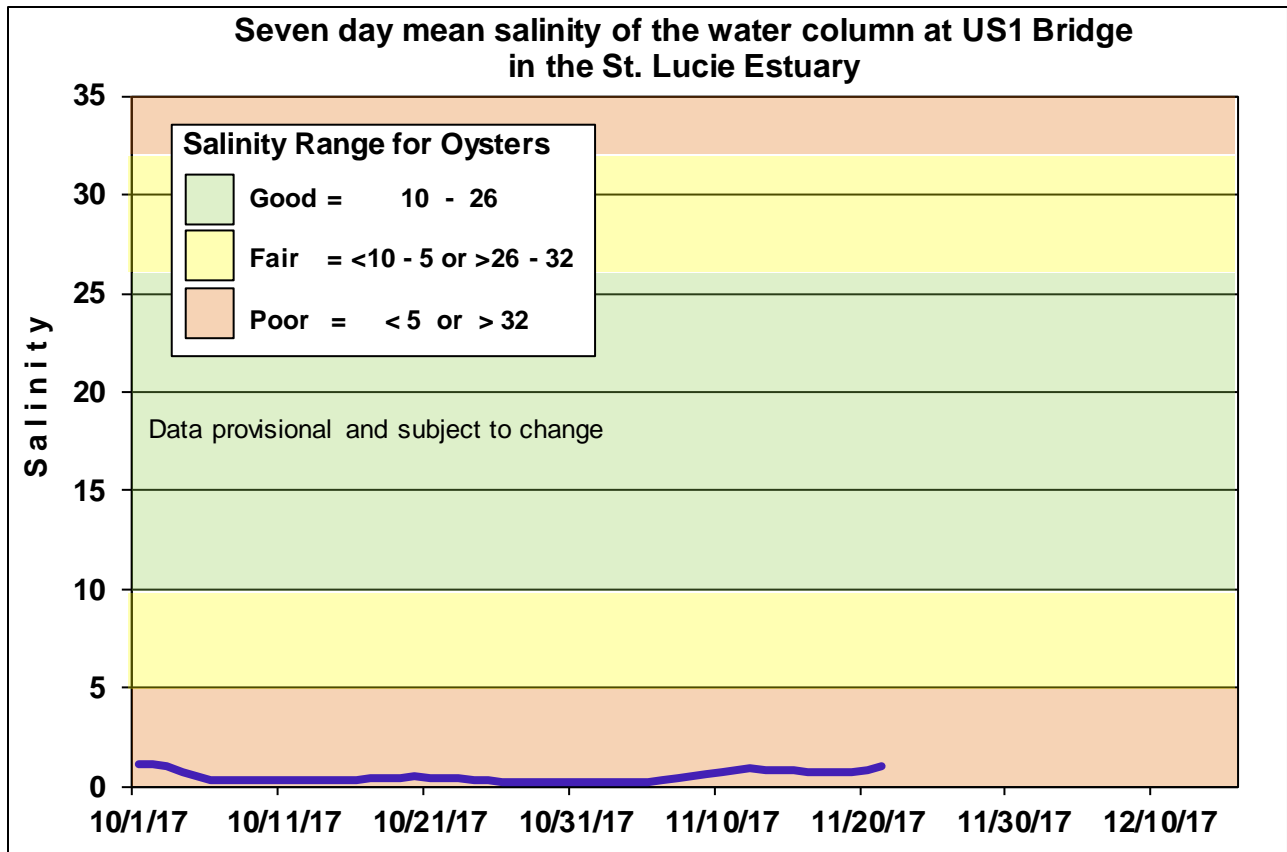 Seven day mean salinity of the water column at US1 Bridge
in the St. Lucie Estuary
Salinity
35
30
25
20
15
10
5
0
Salinity Range for Oysters
Good = 10 - 26
Fair = <10 - 5 or >26 - 32
Poor = < 5 or > 32
Data provisional and subject to change
10/1/17 10/11/17 10/21/17 10/31/17 11/10/17 11/20/17 11/30/17 12/10/17